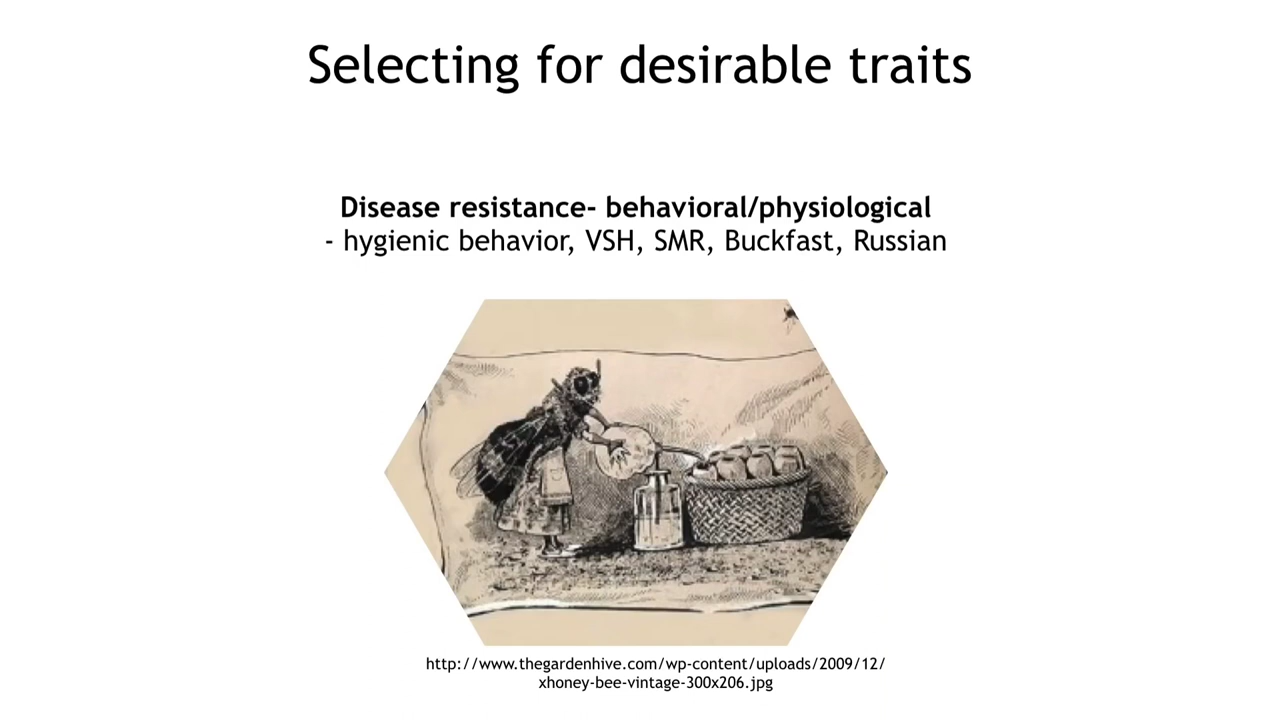 Selecting for desirable traits
Disease resistance- behavioral/physiological
- hygienic behavior, VSH, SMR, Buckfast, Russian
http://www.thegardenhive.com/wp-content/uploads/2009/12/
xhoney-bee-vintage-300x206.jpg